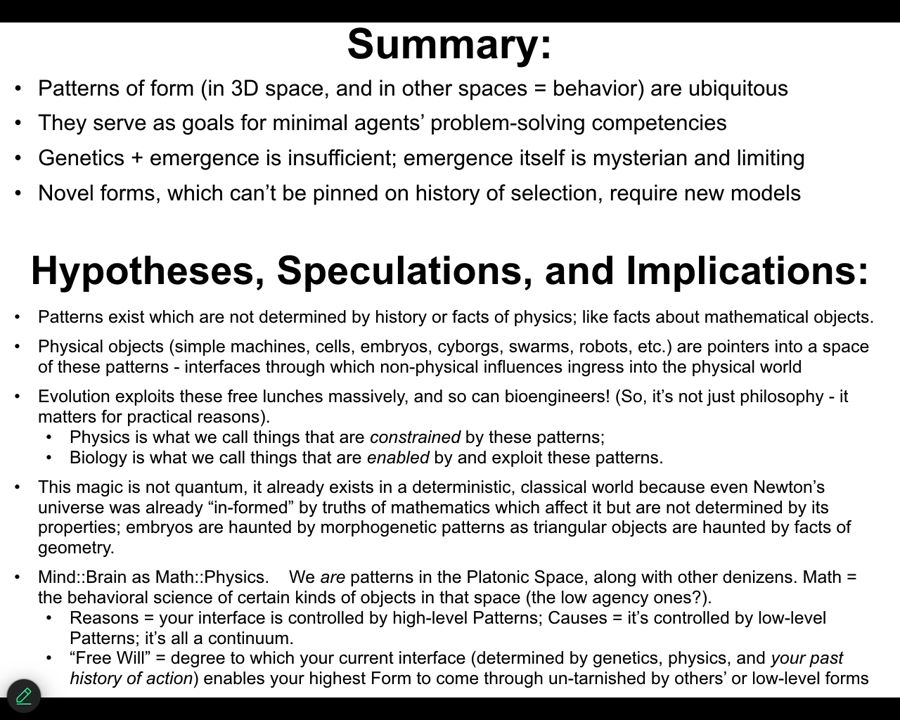 Summary:
• Patterns of form (in 3D space, and in other spaces = behavior) are ubiquitous
• They serve as goals for minimal agents’ problem-solving competencies
• Genetics + emergence is insufficient; emergence itself is mysterian and limiting
• Novel forms, which can’t be pinned on history of selection, require new models
Hypotheses, Speculations, and Implications:
• Patterns exist which are not determined by history or facts of physics; like facts about mathematical objects.
• Physical objects (simple machines, cells, embryos, cyborgs, swarms, robots, etc.) are pointers into a space
of these patterns - interfaces through which non-physical influences ingress into the physical world
• Evolution exploits these free lunches massively, and so can bioengineers! (So, it’s not just philosophy - it
matters for practical reasons).
• Physics is what we call things that are constrained by these patterns;
• Biology is what we call things that are enabled by and exploit these patterns.
• This magic is not quantum, it already exists in a deterministic, classical world because even Newton’s
universe was already “in-formed” by truths of mathematics which affect it but are not determined by its
properties; embryos are haunted by morphogenetic patterns as triangular objects are haunted by facts of
geometry.
• Mind::Brain as Math::Physics. We are patterns in the Platonic Space, along with other denizens. Math =
the behavioral science of certain kinds of objects in that space (the low agency ones?).
• Reasons = your interface is controlled by high-level Patterns; Causes = it’s controlled by low-level
Patterns; it’s all a continuum.
• “Free Will” = degree to which your current interface (determined by genetics, physics, and your past
history of action) enables your highest Form to come through un-tarnished by others’ or low-level forms